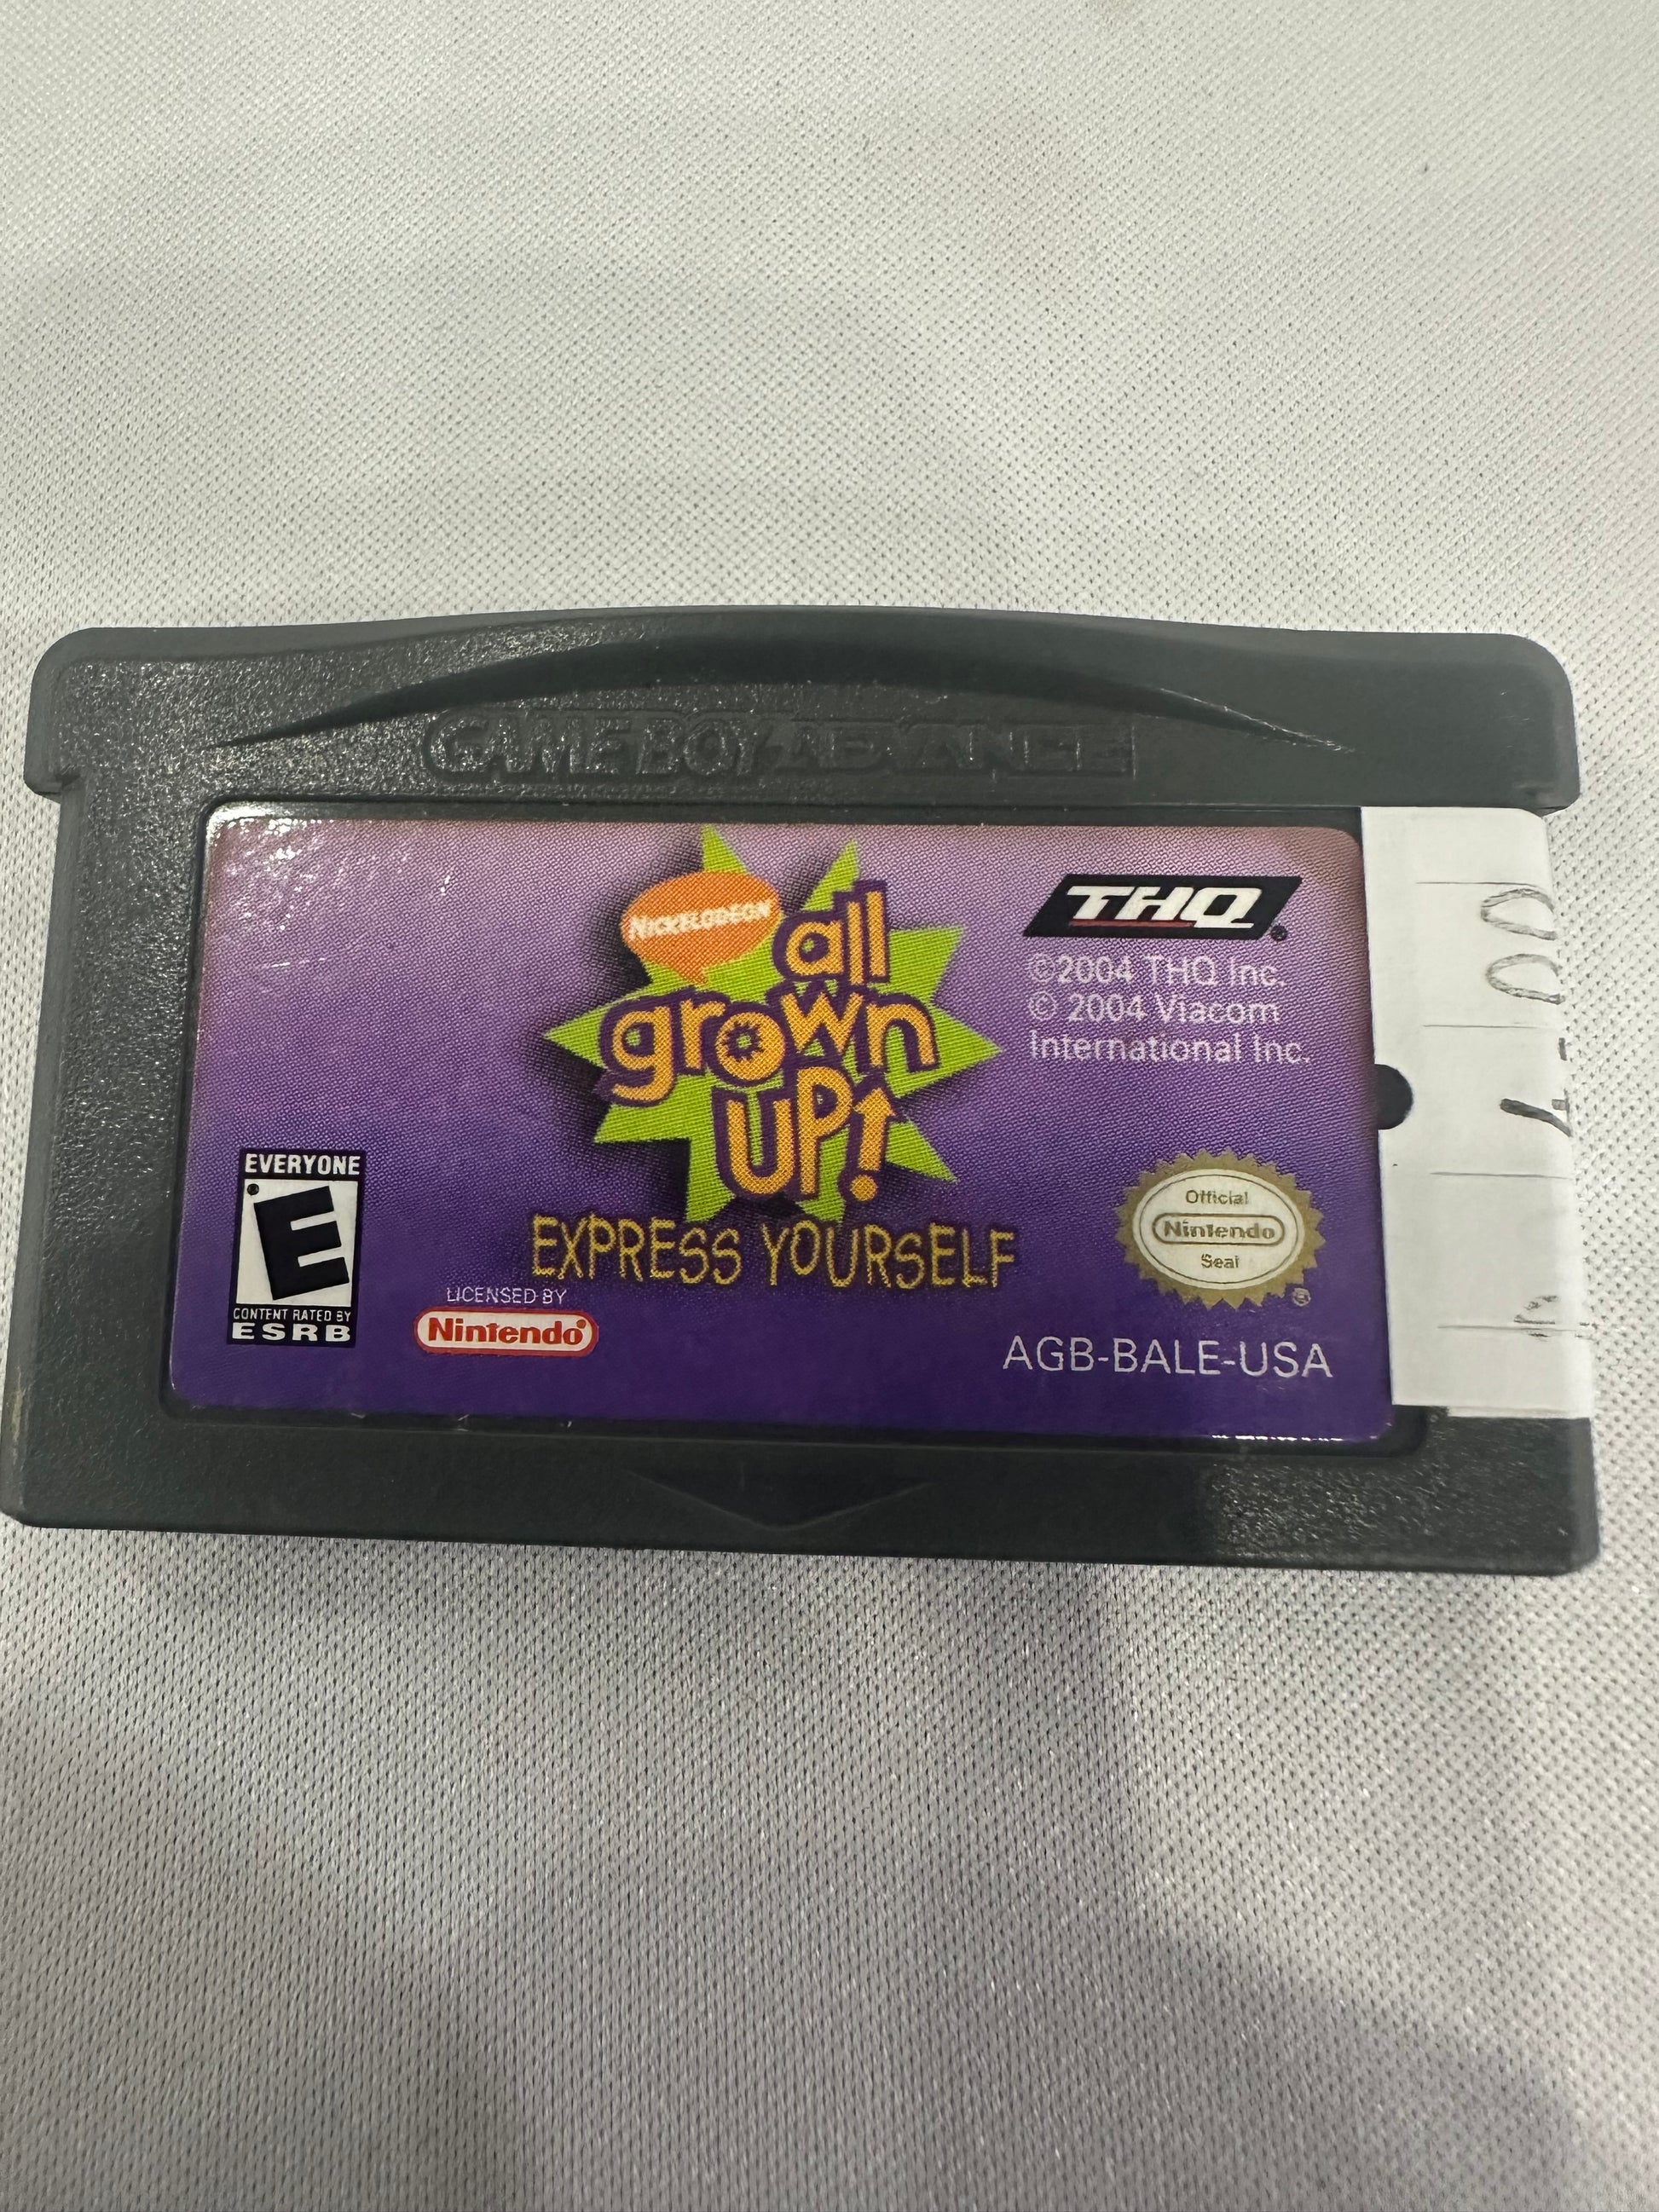 GAME BOY ADVANCE
NICKELODEON
all
grown
UP!
EXPRESS YOURSELF
THQ®
©2004 THQ Inc.
© 2004 Viacom
International Inc.
EVERYONE
E
CONTENT RATED BY
ESRB
LICENSED BY
Nintendo®
Official
Nintendo
Seal
®
AGB-BALE-USA